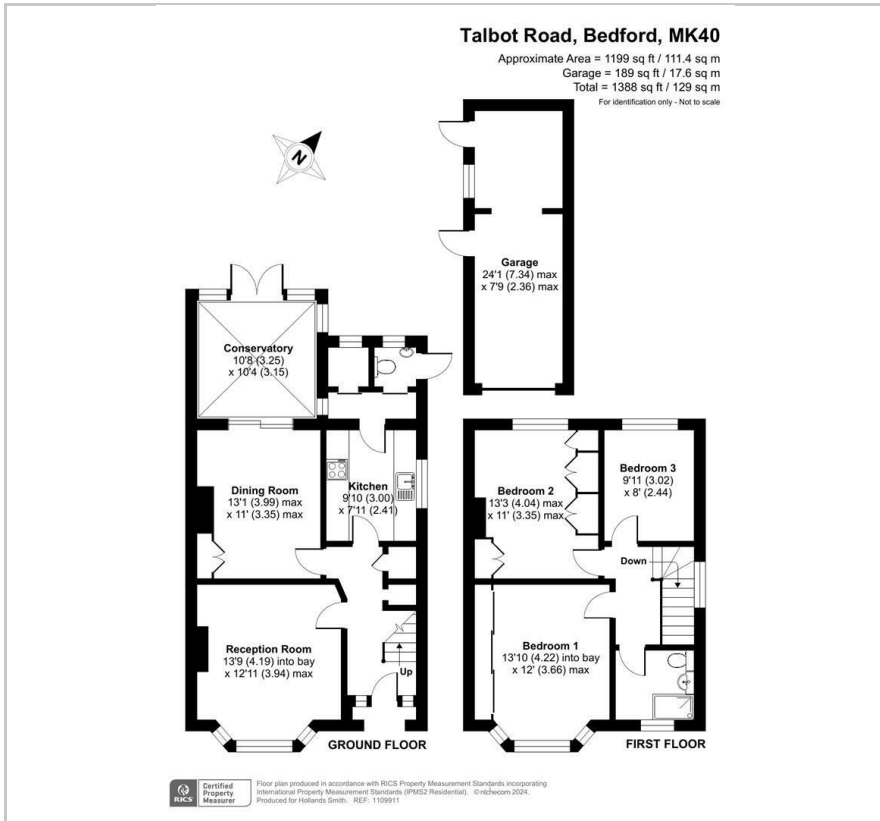 Talbot Road, Bedford, MK40
Approximate Area = 1199 sq ft / 111.4 sq m
Garage = 189 sq ft / 17.6 sq m
Total = 1388 sq ft / 129 sq m
For identification only - Not to scale
N
Garage
24'1 (7.34) max
x 7'9 (2.36) max
Conservatory
10'8 (3.25)
x 10'4 (3.15)
Dining Room
13'1 (3.99) max
x 11' (3.35) max
Kitchen
9'10 (3.00)
x 7'11 (2.41)
Reception Room
13'9 (4.19) into bay
x 12'11 (3.94) max
Up
GROUND FLOOR
Bedroom 2
13'3 (4.04) max
x 11' (3.35) max
Bedroom 3
9'11 (3.02)
x 8' (2.44)
Down
Bedroom 1
13'10 (4.22) into bay
x 12' (3.66) max
FIRST FLOOR
RICS
Certified
Property
Measurer
Floor plan produced in accordance with RICS Property Measurement Standards incorporating
International Property Measurement Standards (IPMS2 Residential). © nichecom 2024.
Produced for Hollands Smith. REF: 1109911